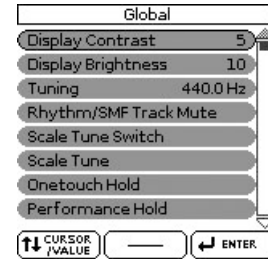 Global
Display Contrast 5
Display Brightness 10
Tuning 440.0 Hz
Rhythm/SMF Track Mute
Scale Tune Switch
Scale Tune
Onetouch Hold
Performance Hold
CURSOR
/VALUE
ENTER